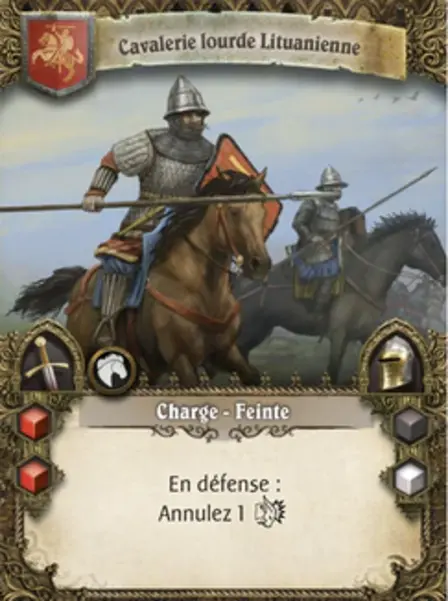 Cavalerie lourde Lituanienne
Charge - Feinte
En défense :
Annulez 1